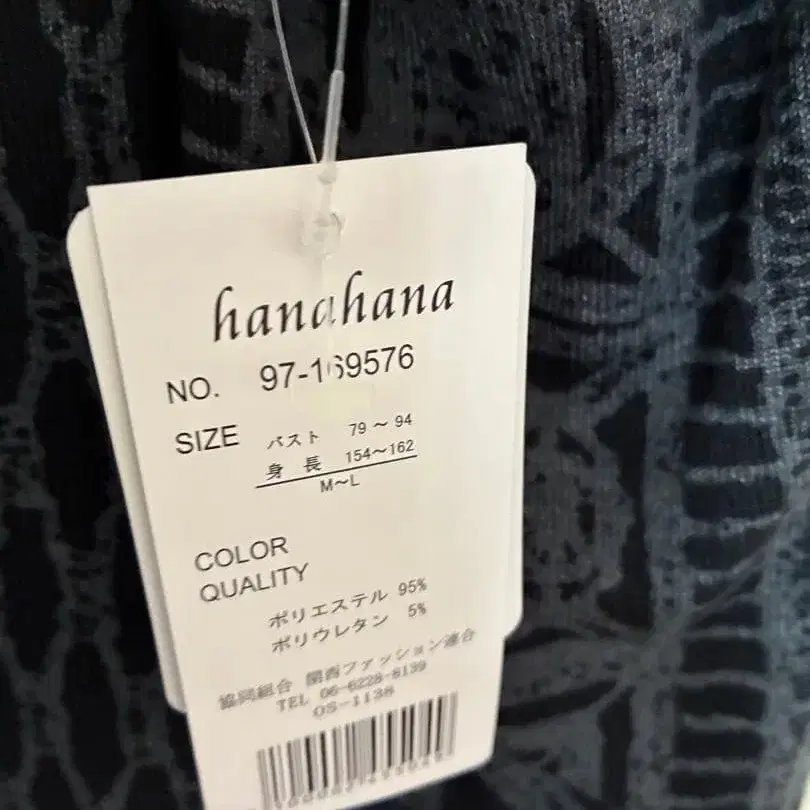 hanahana
NO. 97-169576
SIZE バスト 79～94
身 長 154～162
M～L
COLOR
QUALITY
ポリエステル 95%
ポリウレタン 5%
協同組合 関西ファッション連合
TEL 06-6228-8139
OS-1138